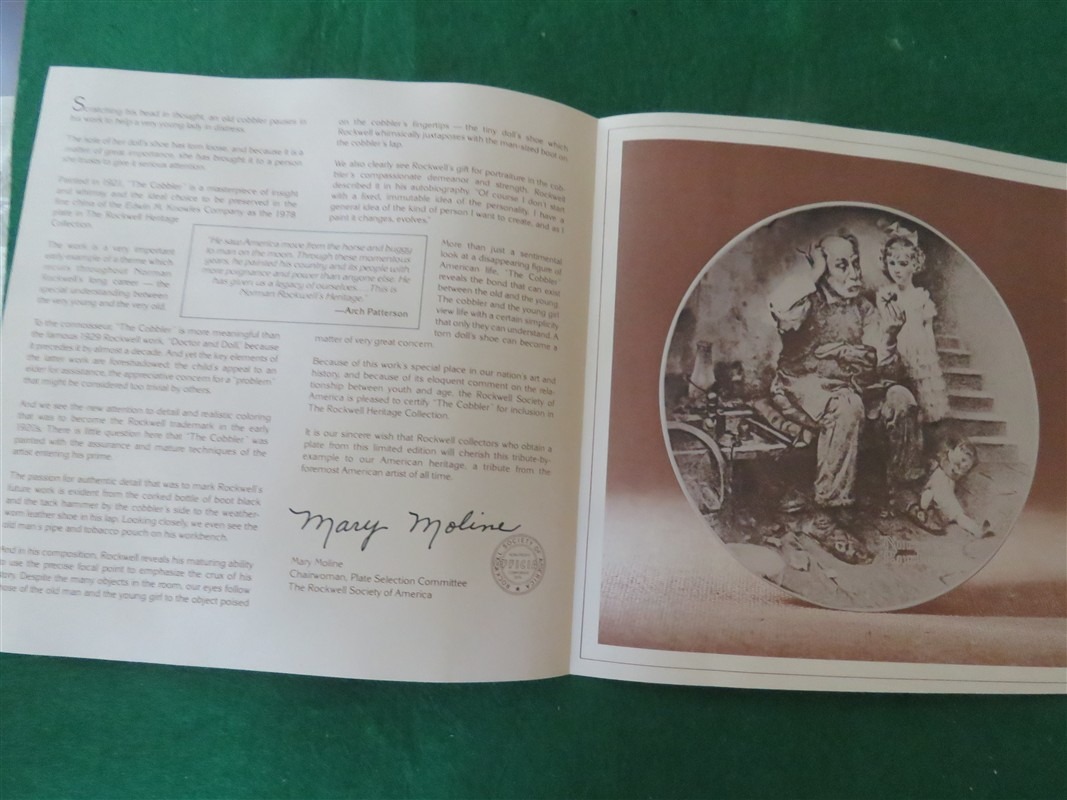 Scratching his head in thought, an old cobbler pauses in
his work to help a very young lady in distress.
The sole of her doll's shoe has torn loose, and because it is a
matter of great importance, she has brought it to a person
she trusts to give it serious attention.
Painted in 1921, "The Cobbler" is a masterpiece of insight
and whimsy, and the ideal choice to be preserved in the
fine china of the Edwin M. Knowles Company as the 1978
plate in The Rockwell Heritage
Collection.
The work is a very important
early example of a theme which
recurs throughout Norman
Rockwell's long career — the
special understanding between
the very young and the very old.
"He saw America move from the horse and buggy
to man on the moon. Through these momentous
years, he painted his country and its people with
more poignance and power than anyone else. He
has given us a legacy of ourselves. . . This is
Norman Rockwell's Heritage."
—Arch Patterson
To the connoisseur, "The Cobbler" is more meaningful than
the famous 1929 Rockwell work, "Doctor and Doll," because
it precedes it by almost a decade. And yet the key elements of
the latter work are foreshadowed; the child's appeal to an
elder for assistance, the appreciative concern for a "problem"
that might be considered too trivial by others.
And we see the new attention to detail and realistic coloring
that was to become the Rockwell trademark in the early
1920s. There is little question here that "The Cobbler" was
painted with the assurance and mature techniques of the
artist entering his prime.
The passion for authentic detail that was to mark Rockwell's
future work is evident from the corked bottle of boot black
and the tack hammer by the cobbler's side to the weather-
worn leather shoe in his lap. Looking closely, we even see the
old man's pipe and tobacco pouch on his workbench.
And in his composition, Rockwell reveals his maturing ability
to use the precise focal point to emphasize the crux of his
story. Despite the many objects in the room, our eyes follow
those of the old man and the young girl to the object poised
on the cobbler's fingertips — the tiny doll's shoe which
Rockwell whimsically juxtaposes with the man-sized boot on
the cobbler's lap.
We also clearly see Rockwell's gift for portraiture in the cob-
bler's compassionate demeanor and strength. Rockwell
described it in his autobiography, "Of course I don't start
with a fixed, immutable idea of the personality. I have a
general idea of the kind of person I want to create, and as I
paint it changes, evolves."
More than just a sentimental
look at a disappearing figure of
American life, "The Cobbler"
reveals the bond that can exist
between the old and the young.
The cobbler and the young girl
view life with a certain simplicity
that only they can understand. A
torn doll's shoe can become a
matter of very great concern.
Because of this work's special place in our nation's art and
history, and because of its eloquent comment on the rela-
tionship between youth and age, the Rockwell Society of
America is pleased to certify "The Cobbler" for inclusion in
The Rockwell Heritage Collection.
It is our sincere wish that Rockwell collectors who obtain a
plate from this limited edition will cherish this tribute-by-
example to our American heritage, a tribute from the
foremost American artist of all time.
Mary Moline
Mary Moline
Chairwoman, Plate Selection Committee
The Rockwell Society of America
ROCKWELL SOCIETY OF AMERICA